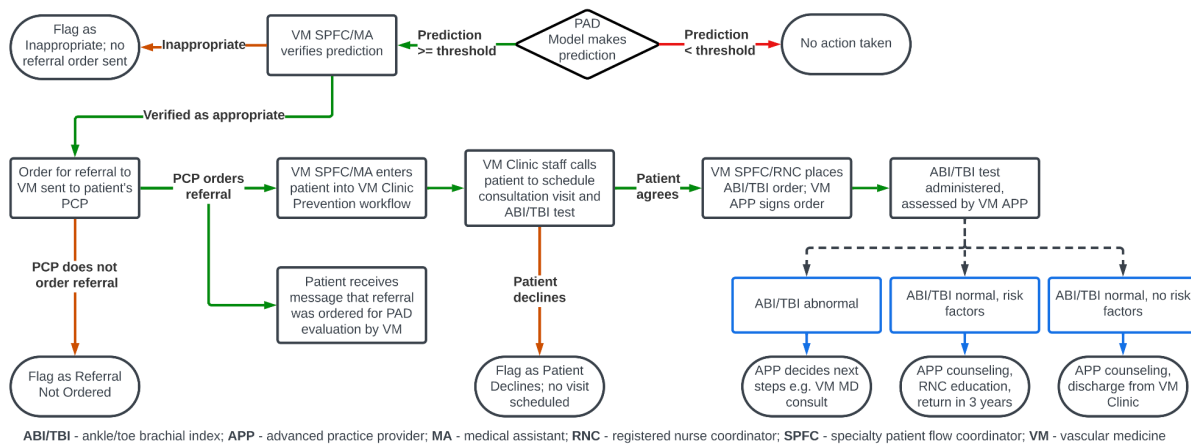 Flag as
Inappropriate; no
referral order sent
Inappropriate
VM SPFC/MA
verifies prediction
Prediction
>= threshold
PAD
Model makes
prediction
Prediction
< threshold
No action taken
Verified as appropriate
Order for referral to
VM sent to patient's
PCP
PCP orders
referral
VM SPFC/MA enters
patient into VM Clinic
Prevention workflow
VM Clinic staff calls
patient to schedule
consultation visit and
ABI/TBI test
Patient
agrees
VM SPFC/RNC places
ABI/TBI order; VM
APP signs order
ABI/TBI test
administered,
assessed by VM APP
PCP does not
order referral
Patient receives
message that referral
was ordered for PAD
evaluation by VM
Patient
declines
ABI/TBI abnormal
ABI/TBI normal, risk
factors
ABI/TBI normal, no risk
factors
Flag as Referral
Not Ordered
Flag as Patient
Declines; no visit
scheduled
APP decides next
steps e.g. VM MD
consult
APP counseling,
RNC education,
return in 3 years
APP counseling,
discharge from VM
Clinic
ABI/TBI - ankle/toe brachial index; APP - advanced practice provider; MA - medical assistant; RNC - registered nurse coordinator; SPFC - specialty patient flow coordinator; VM - vascular medicine